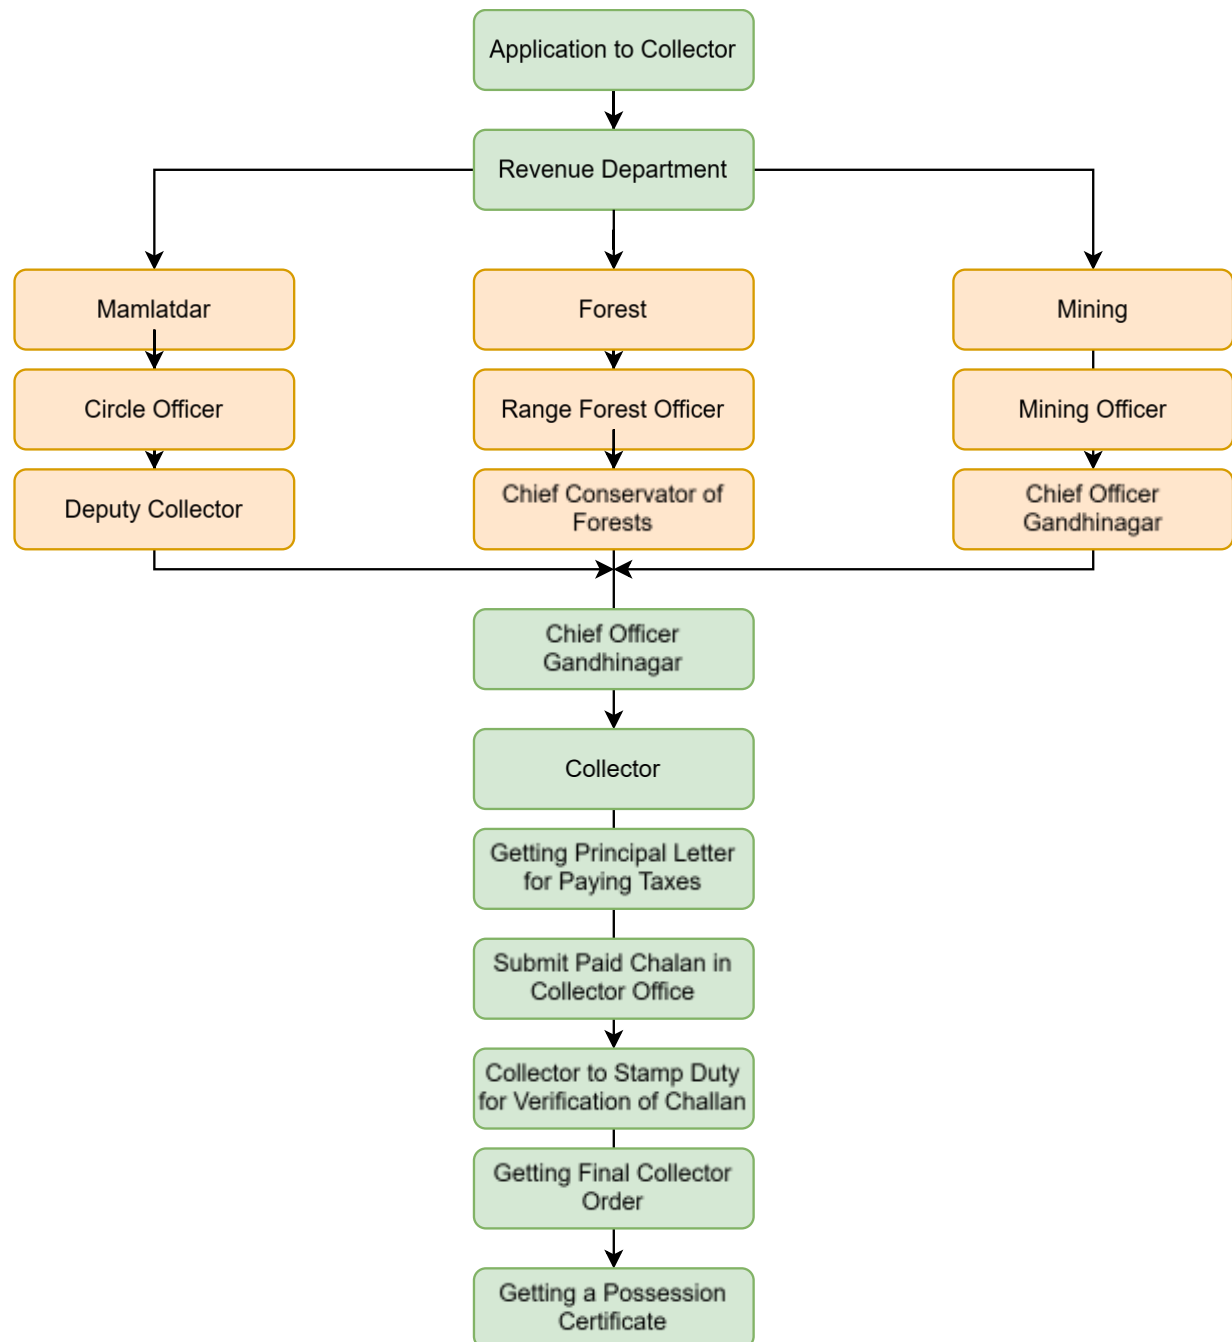 Application to Collector
Revenue Department
Mamlatdar
Forest
Mining
Circle Officer
Range Forest Officer
Mining Officer
Deputy Collector
Chief Conservator of
Forests
Chief Officer
Gandhinagar
Chief Officer
Gandhinagar
Collector
Getting Principal Letter
for Paying Taxes
Submit Paid Chalan in
Collector Office
Collector to Stamp Duty
for Verification of Challan
Getting Final Collector
Order
Getting a Possession
Certificate